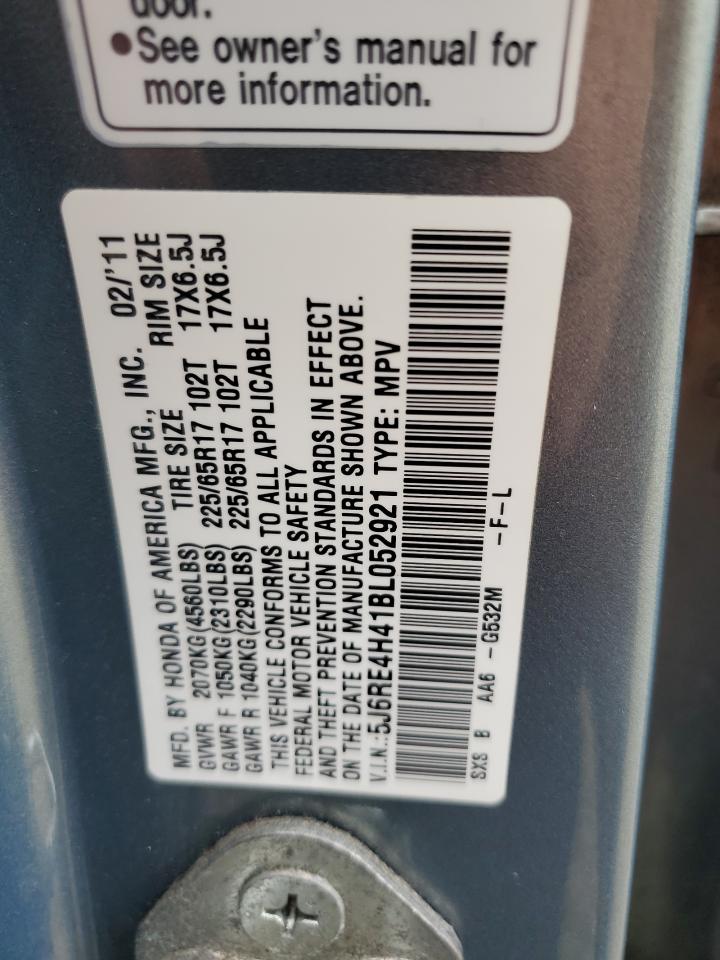 door.
•See owner's manual for
more information.
MFD. BY HONDA OF AMERICA MFG., INC. 02/'11
GVWR 2070KG(4560LBS) TIRE SIZE RIM SIZE
GAWR F 1050KG(2310LBS) 225/65R17 102T 17X6.5J
GAWR R 1040KG(2290LBS) 225/65R17 102T 17X6.5J
THIS VEHICLE CONFORMS TO ALL APPLICABLE
FEDERAL MOTOR VEHICLE SAFETY
AND THEFT PREVENTION STANDARDS IN EFFECT
ON THE DATE OF MANUFACTURE SHOWN ABOVE.
V.I.N.:5J6RE4H41BL052921 TYPE: MPV
SXS B AA6 -G532M -F-L